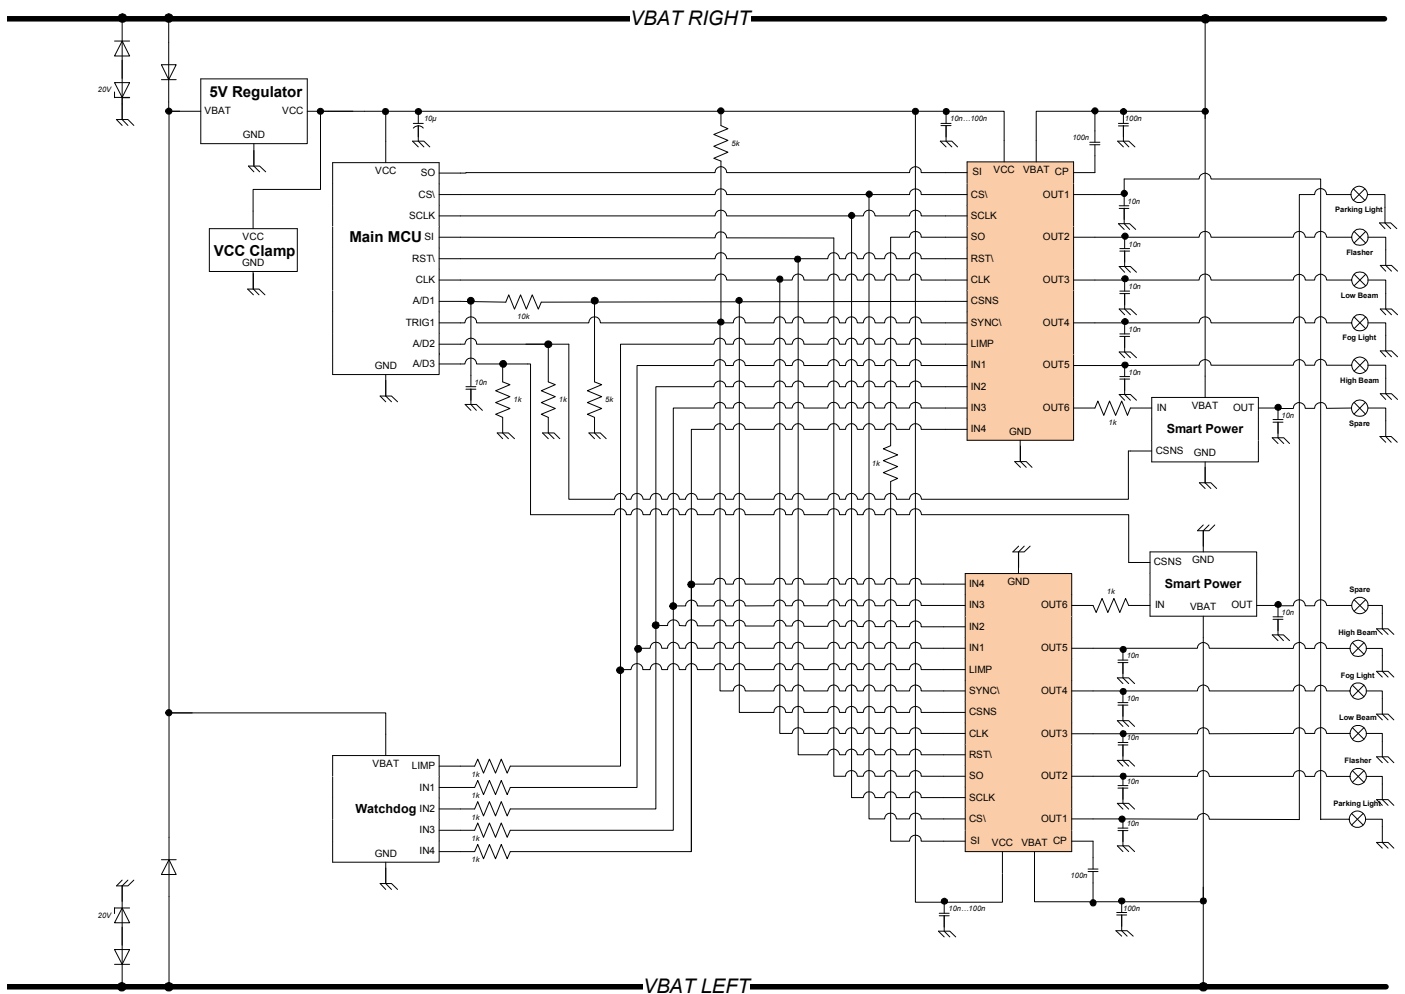 VBAT RIGHT
20V
5V Regulator
VBAT
VCC
GND
VCC
VCC Clamp
GND
10µ
5k
10n...100n
100n
100n
VCC
Main MCU
SO
CS\
SCLK
SI
RST\
CLK
A/D1
TRIG1
A/D2
A/D3
GND
10k
10n
1k
1k
5k
SI
VCC
VBAT
CP
CS\
SCLK
SO
RST\
CLK
CSNS
SYNC\
LIMP
IN1
IN2
IN3
IN4
OUT1
OUT2
OUT3
OUT4
OUT5
OUT6
GND
10n
10n
10n
10n
10n
1k
1k
Parking Light
Flasher
Low Beam
Fog Light
High Beam
Spare
IN
VBAT
OUT
Smart Power
CSNS
GND
10n
CSNS
GND
Smart Power
IN
VBAT
OUT
10n
1k
IN4
GND
IN3
IN2
IN1
LIMP
SYNC\
CSNS
CLK
RST\
SO
SCLK
CS\
SI
VCC
VBAT
CP
OUT6
OUT5
OUT4
OUT3
OUT2
OUT1
10n
10n
10n
10n
10n
Spare
High Beam
Fog Light
Low Beam
Flasher
Parking Light
VBAT
LIMP
IN1
Watchdog
IN2
IN3
IN4
GND
1k
1k
1k
1k
1k
100n
10n...100n
100n
20V
VBAT LEFT